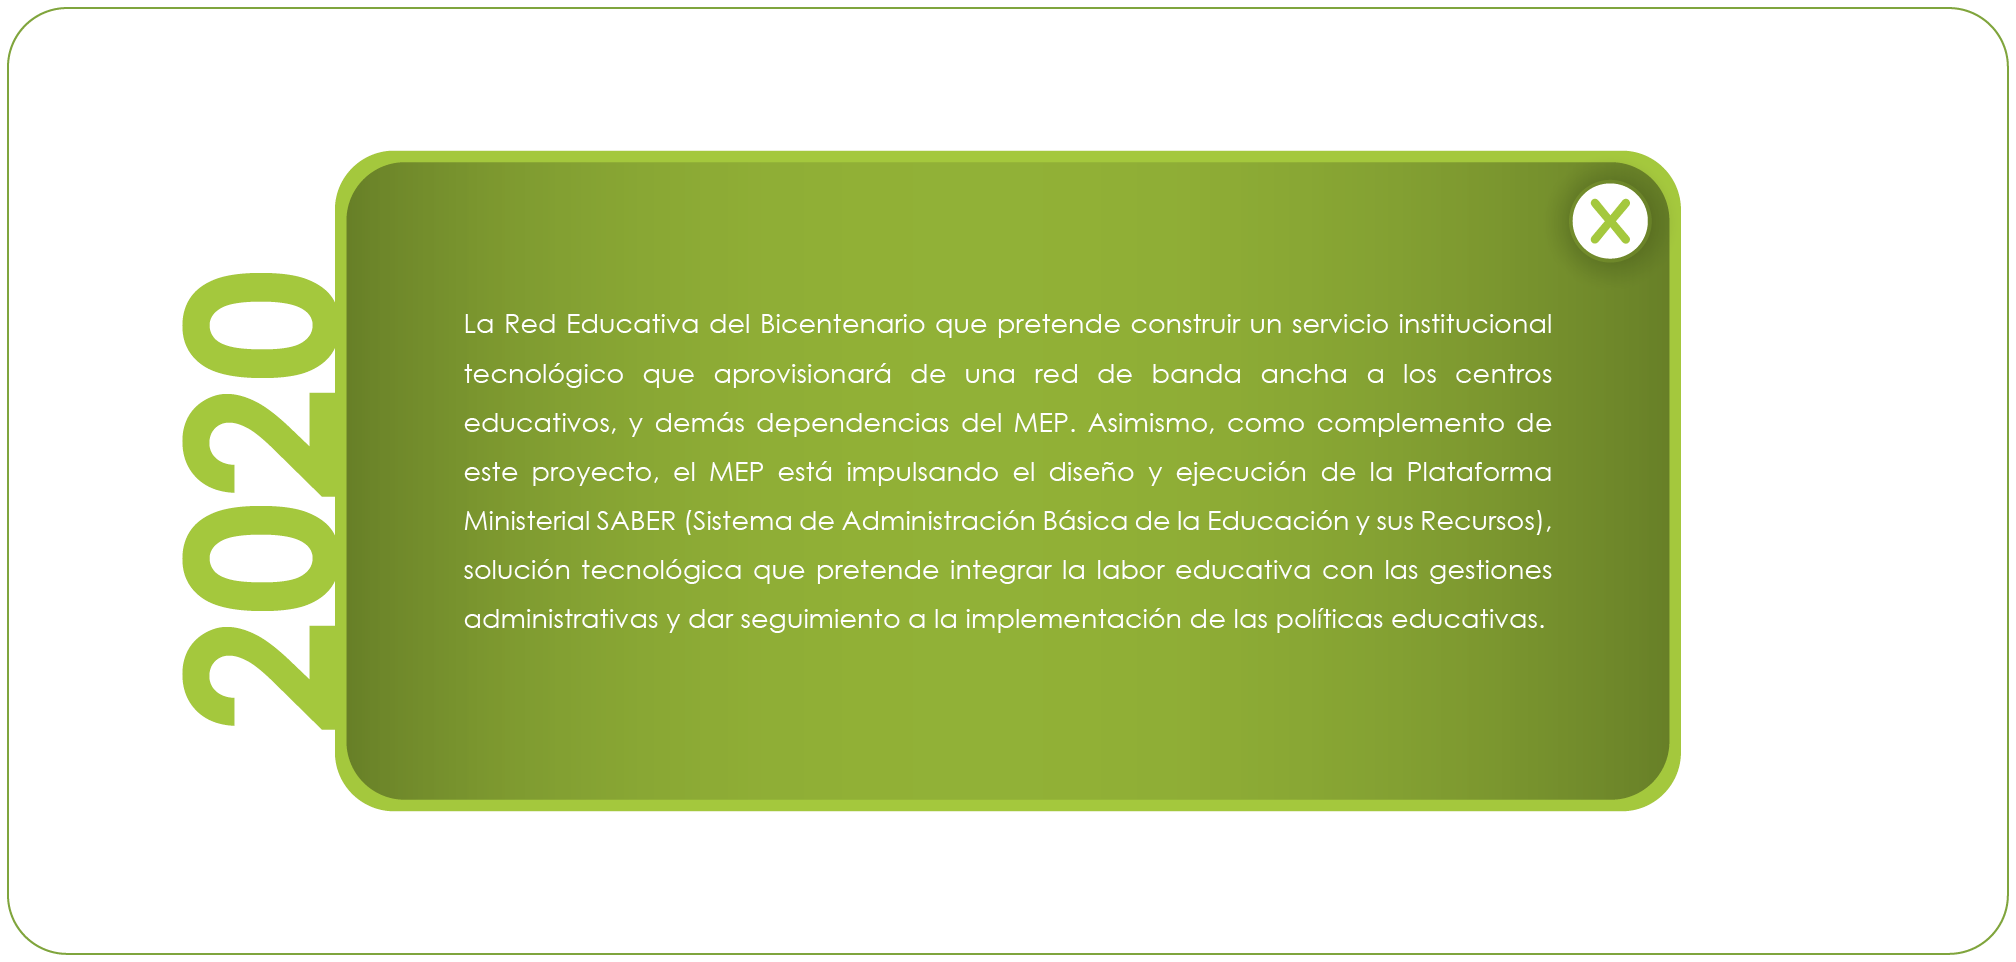 2020
X
La Red Educativa del Bicentenario que pretende construir un servicio institucional
tecnológico que aprovisionará de una red de banda ancha a los centros
educativos, y demás dependencias del MEP. Asimismo, como complemento de
este proyecto, el MEP está impulsando el diseño y ejecución de la Plataforma
Ministerial SABER (Sistema de Administración Básica de la Educación y sus Recursos),
solución tecnológica que pretende integrar la labor educativa con las gestiones
administrativas y dar seguimiento a la implementación de las políticas educativas.